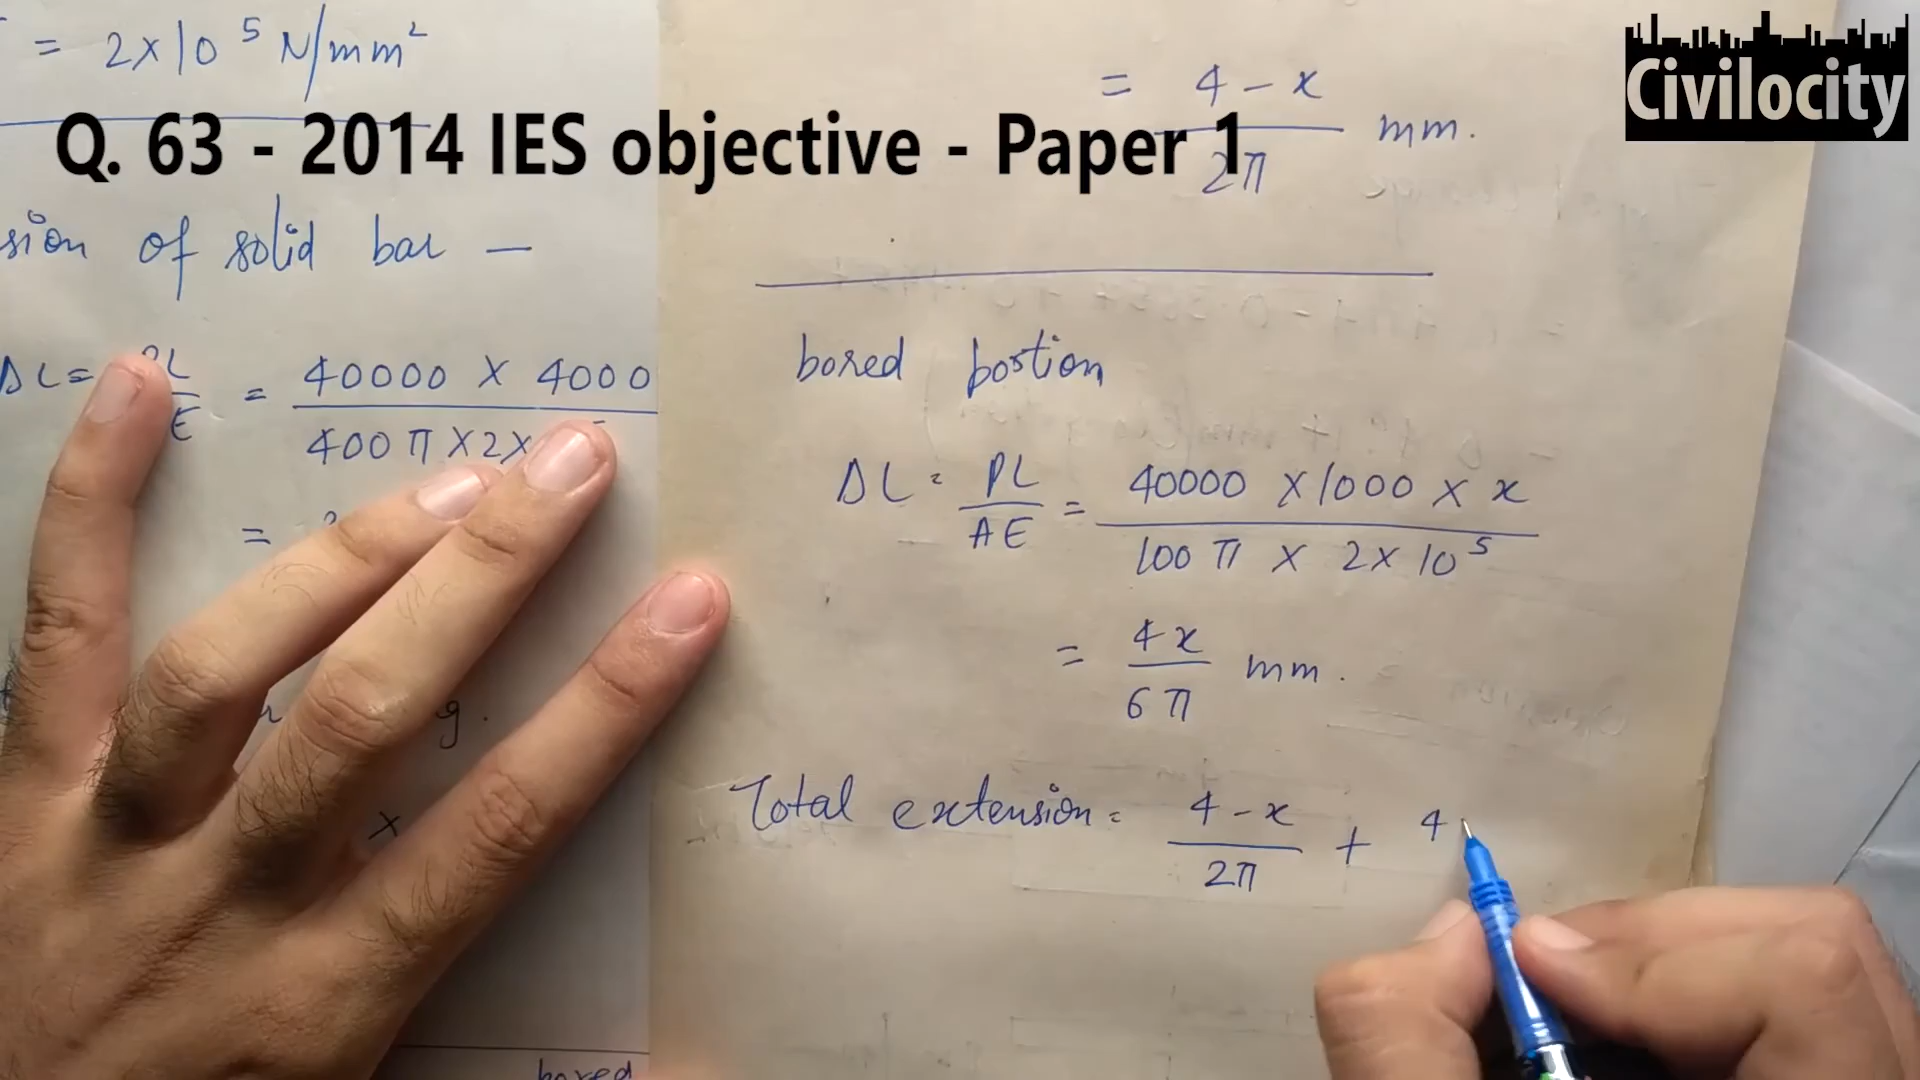 = 2×10⁵ N/mm²
Q. 63 - 2014 IES objective - Paper 1
sion of solid bar —
ΔL = L/E = 40000 × 4000 / 400π × 2×
=
g.
×
bored
Civilocity
= 4 - x / 2π mm.
bored portion
ΔL = PL/AE = 40000 × 1000 × x / 100π × 2×10⁵
= 4x / 6π mm.
Total extension = 4 - x / 2π + 4